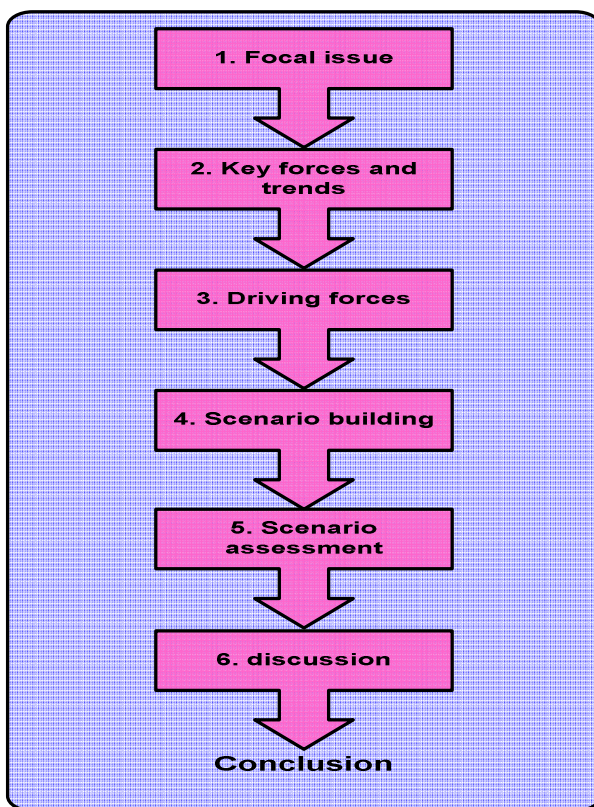 1. Focal issue
2. Key forces and
trends
3. Driving forces
4. Scenario building
5. Scenario
assessment
6. discussion
Conclusion